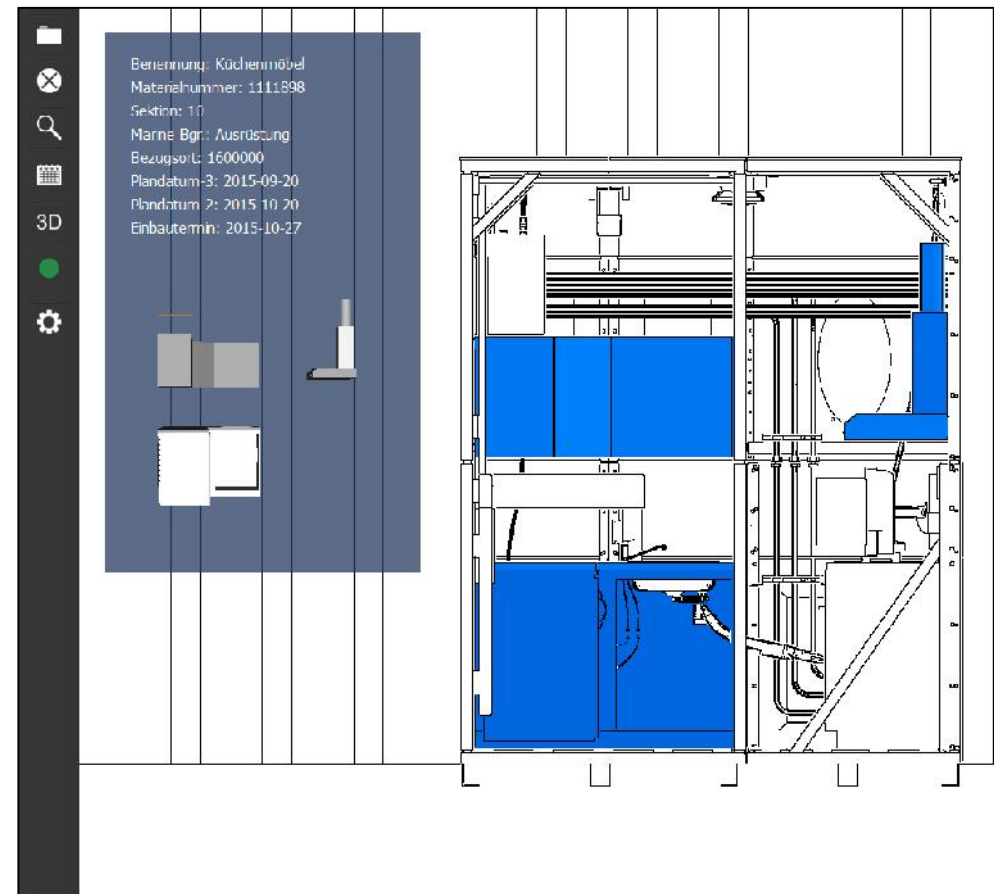 Benennung: Küchenmöbel
Materialnummer: 1111898
Sektion: 10
Marine Bgr.: Ausrüstung
Bezugsort: 1600000
Plandatum-3: 2015-09-20
Plandatum-2: 2015-10-20
3D
Einbautermin: 2015-10-27